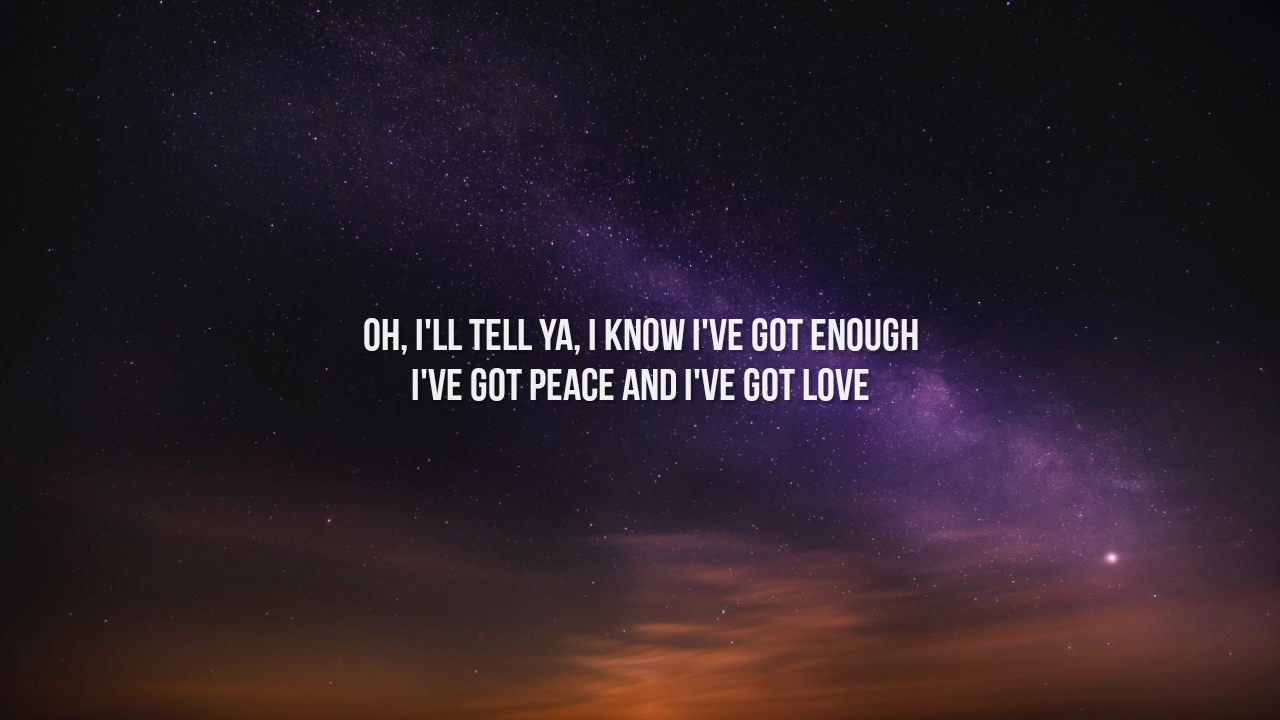 OH, I'LL TELL YA, I KNOW I'VE GOT ENOUGH
I'VE GOT PEACE AND I'VE GOT LOVE